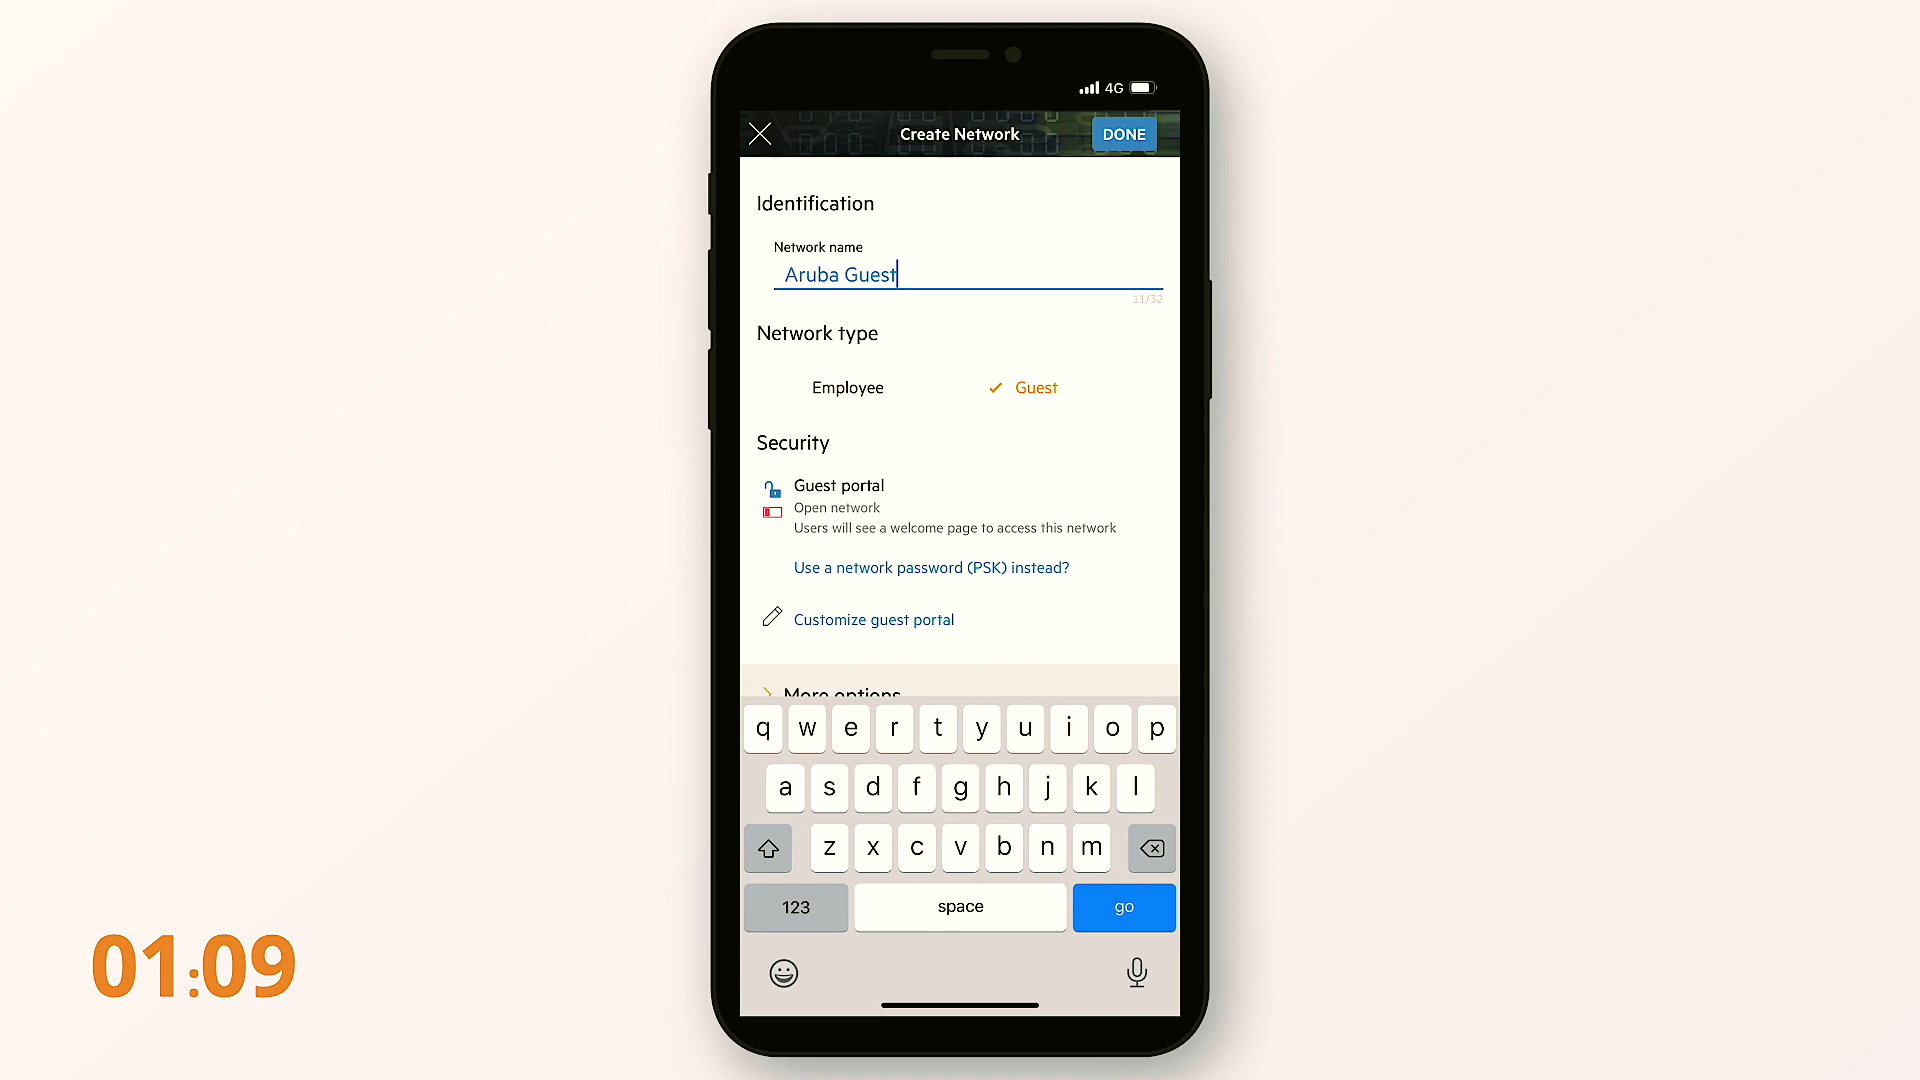 4G
Create Network
DONE
Identification
Network name
Aruba Guest
11/32
Network type
Employee
Guest
Security
Guest portal
Open network
Users will see a welcome page to access this network
Use a network password (PSK) instead?
Customize guest portal
More options
q w e r t y u i o p
a s d f g h j k l
z x c v b n m
123 space go
01:09